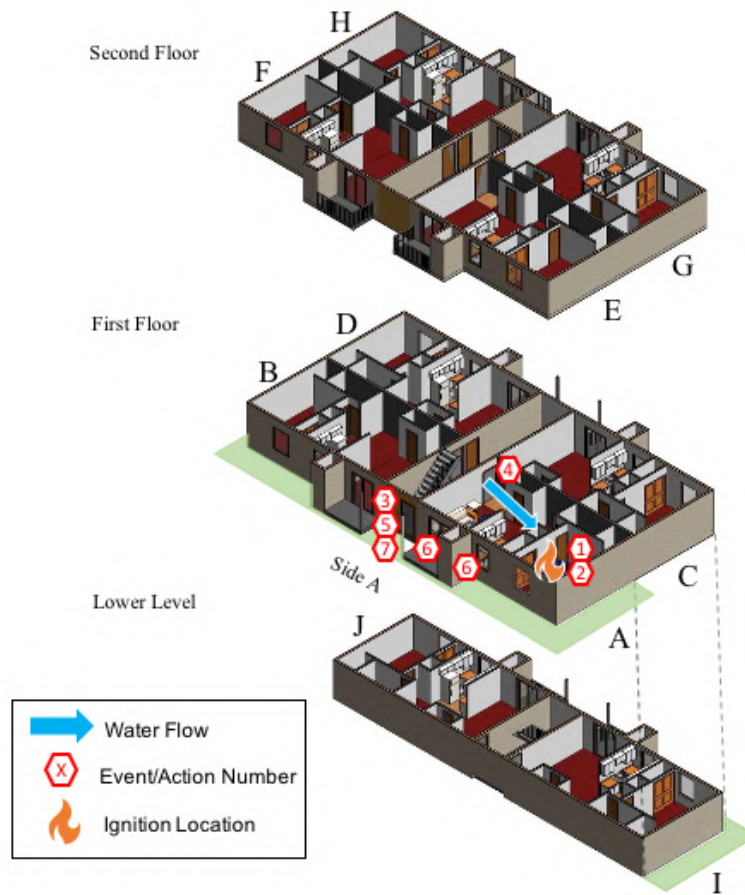 H
Second Floor
F
G
E
First Floor
D
B
4
3
5
7
6
6
1
2
Side A
C
A
Lower Level
J
Water Flow
X
Event/Action Number
Ignition Location
I